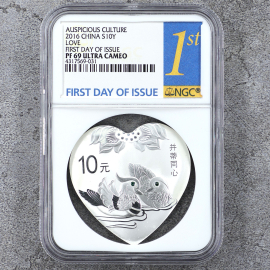 AUSPICIOUS CULTURE
2016 CHINA S10Y
LOVE
FIRST DAY OF ISSUE
PF 69 ULTRA CAMEO
4317569-031
1st
FIRST DAY OF ISSUE
NGC
10元
并蒂同心